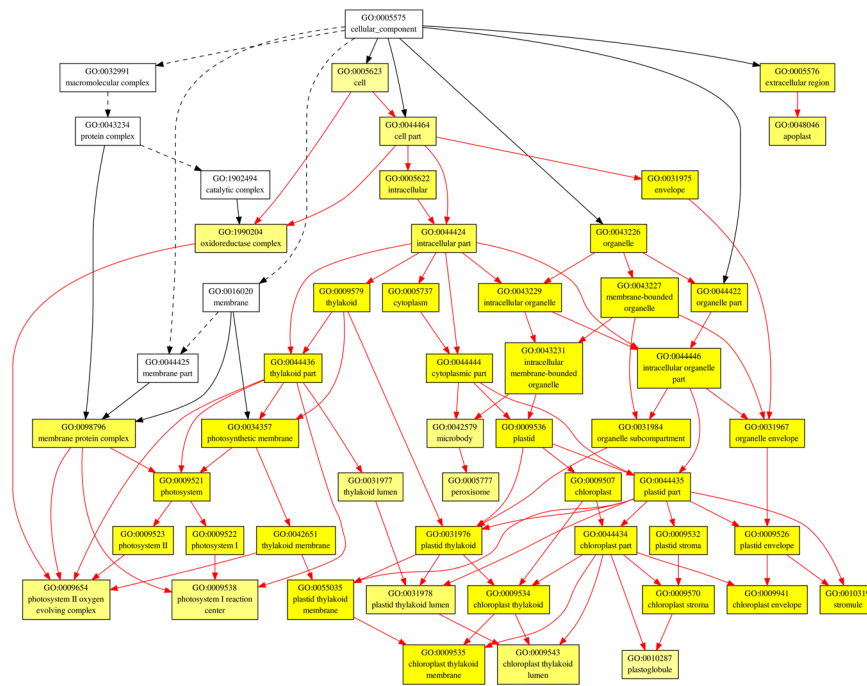 GO:0005575
cellular_component
GO:0032991
macromolecular complex
GO:0005623
cell
GO:0005576
extracellular region
GO:0043234
protein complex
GO:0044464
cell part
GO:0048046
apoplast
GO:1902494
catalytic complex
GO:0005622
intracellular
GO:0031975
envelope
GO:1990204
oxidoreductase complex
GO:0044424
intracellular part
GO:0043226
organelle
GO:0016020
membrane
GO:0009579
thylakoid
GO:0005737
cytoplasm
GO:0043229
intracellular organelle
GO:0043227
membrane-bounded
organelle
GO:0044422
organelle part
GO:0044425
membrane part
GO:0044436
thylakoid part
GO:0044444
cytoplasmic part
GO:0043231
intracellular
membrane-bounded
organelle
GO:0044446
intracellular organelle
part
GO:0098796
membrane protein complex
GO:0034357
photosynthetic membrane
GO:0042579
microbody
GO:0009536
plastid
GO:0031984
organelle subcompartment
GO:0031967
organelle envelope
GO:0009521
photosystem
GO:0031977
thylakoid lumen
GO:0005777
peroxisome
GO:0009507
chloroplast
GO:0044435
plastid part
GO:0009523
photosystem II
GO:0009522
photosystem I
GO:0042651
thylakoid membrane
GO:0031976
plastid thylakoid
GO:0044434
chloroplast part
GO:0009532
plastid stroma
GO:0009526
plastid envelope
GO:0009654
photosystem II oxygen
evolving complex
GO:0009538
photosystem I reaction
center
GO:0055035
plastid thylakoid
membrane
GO:0031978
plastid thylakoid lumen
GO:0009534
chloroplast thylakoid
GO:0009570
chloroplast stroma
GO:0009941
chloroplast envelope
GO:0010319
stromule
GO:0009535
chloroplast thylakoid
membrane
GO:0009543
chloroplast thylakoid
lumen
GO:0010287
plastoglobule